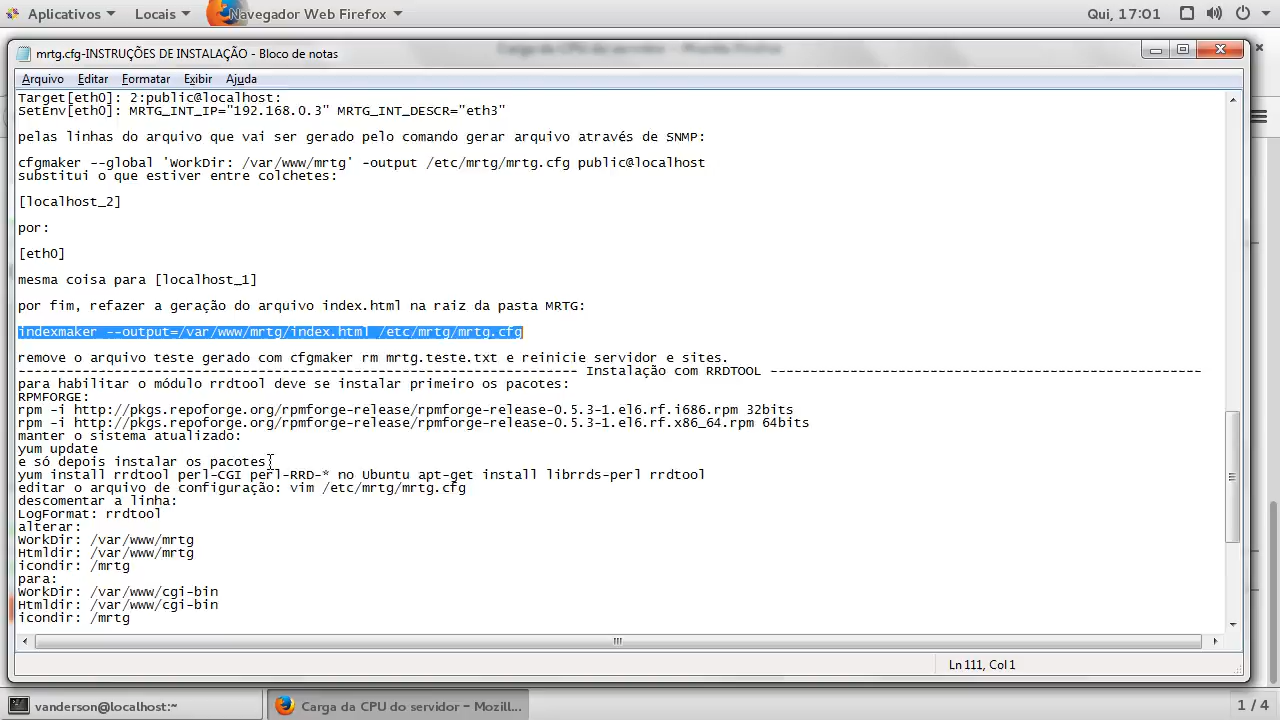 Aplicativos
Locais
Navegador Web Firefox
Qui, 17:01
mrtg.cfg-INSTRUÇÕES DE INSTALAÇÃO - Bloco de notas
Carga da CPU do servidor - Mozilla Firefox
Arquivo Editar Formatar Exibir Ajuda
Target[eth0]: 2:public@localhost:
SetEnv[eth0]: MRTG_INT_IP="192.168.0.3" MRTG_INT_DESCR="eth3"
pelas linhas do arquivo que vai ser gerado pelo comando gerar arquivo através de SNMP:
cfgmaker --global 'WorkDir: /var/www/mrtg' -output /etc/mrtg/mrtg.cfg public@localhost
substitui o que estiver entre colchetes:
[localhost_2]
por:
[eth0]
mesma coisa para [localhost_1]
por fim, refazer a geração do arquivo index.html na raiz da pasta MRTG:
indexmaker --output=/var/www/mrtg/index.html /etc/mrtg/mrtg.cfg
remove o arquivo teste gerado com cfgmaker rm mrtg.teste.txt e reinicie servidor e sites.
---------------------------------------------------------------------- Instalação com RRDTOOL ------------------------------------------------------
para habilitar o módulo rrdtool deve se instalar primeiro os pacotes:
RPMFORGE:
rpm -i http://pkgs.repoforge.org/rpmforge-release/rpmforge-release-0.5.3-1.el6.rf.i686.rpm 32bits
rpm -i http://pkgs.repoforge.org/rpmforge-release/rpmforge-release-0.5.3-1.el6.rf.x86_64.rpm 64bits
manter o sistema atualizado:
yum update
e só depois instalar os pacotes:
yum install rrdtool perl-CGI perl-RRD-* no Ubuntu apt-get install librrds-perl rrdtool
editar o arquivo de configuração: vim /etc/mrtg/mrtg.cfg
descomentar a linha:
LogFormat: rrdtool
alterar:
WorkDir: /var/www/mrtg
Htmldir: /var/www/mrtg
icondir: /mrtg
para:
WorkDir: /var/www/cgi-bin
Htmldir: /var/www/cgi-bin
icondir: /mrtg
Ln 111, Col 1
vanderson@localhost:~
Carga da CPU do servidor - Mozill...
1 / 4